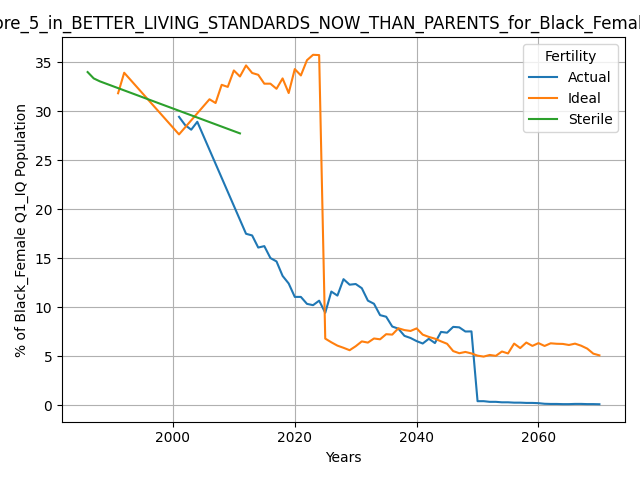 ore_5_in_BETTER_LIVING_STANDARDS_NOW_THAN_PARENTS_for_Black_Femal
Fertility
Actual
Ideal
Sterile
% of Black_Female Q1_IQ Population
35
30
25
20
15
10
5
0
2000
2020
2040
2060
Years